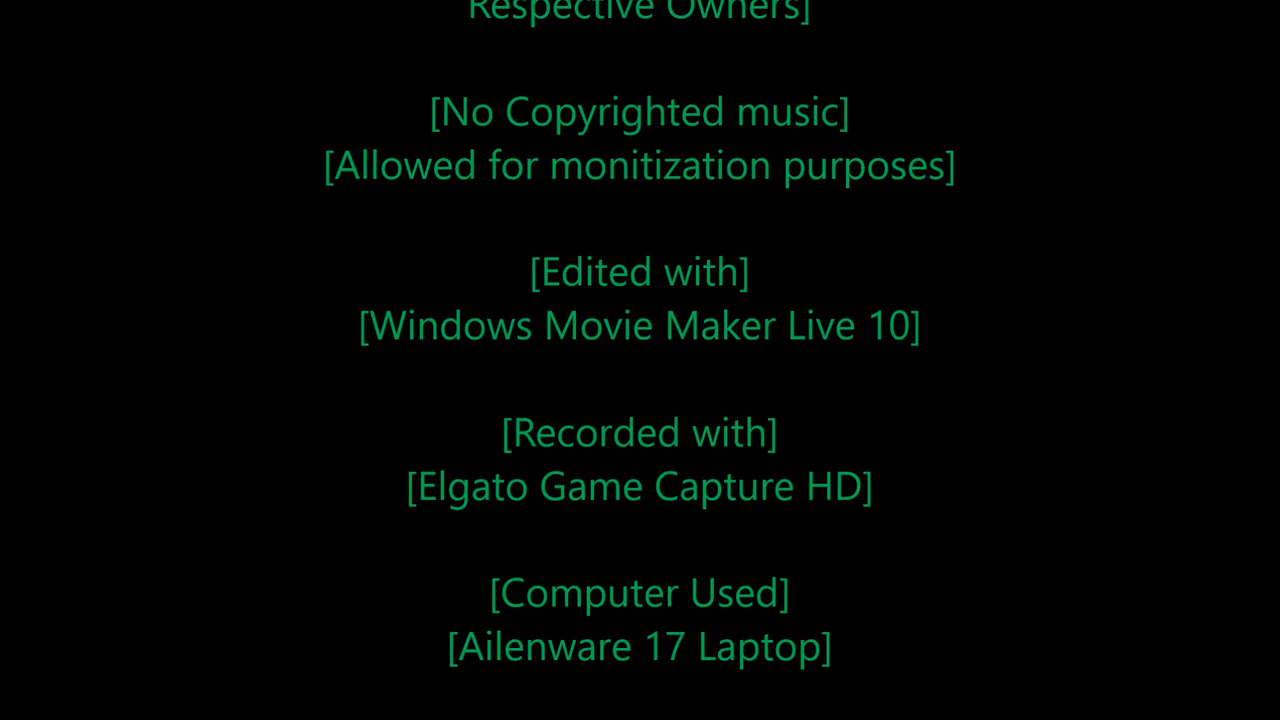 Respective Owners]
[No Copyrighted music]
[Allowed for monitization purposes]
[Edited with]
[Windows Movie Maker Live 10]
[Recorded with]
[Elgato Game Capture HD]
[Computer Used]
[Ailenware 17 Laptop]